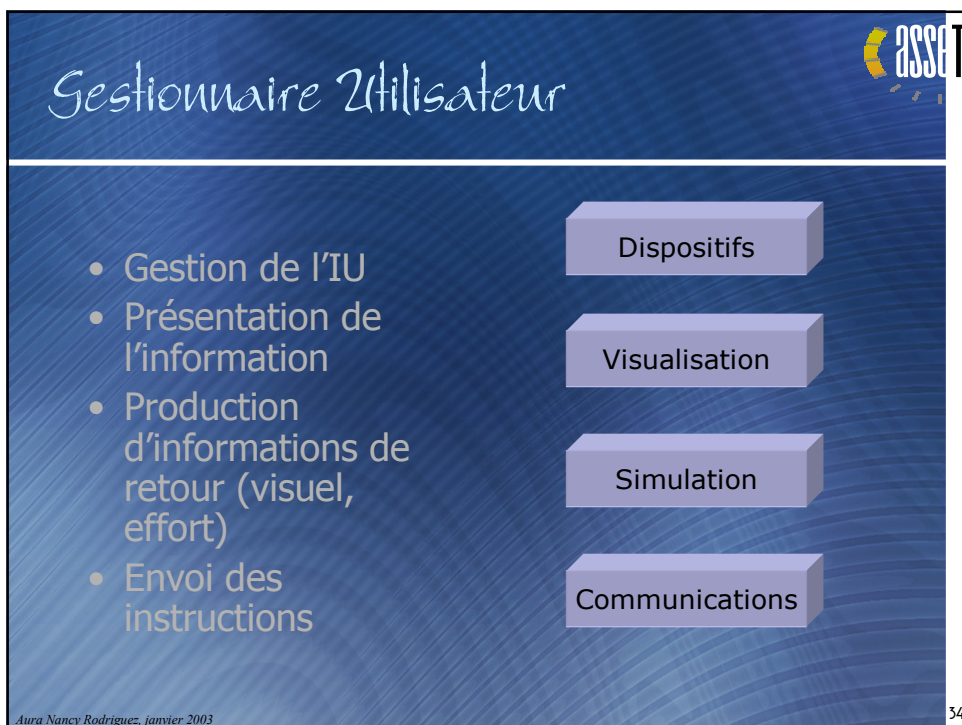 asseT
Gestionnaire Utilisateur
• Gestion de l’IU
• Présentation de
l’information
• Production
d’informations de
retour (visuel,
effort)
• Envoi des
instructions
Dispositifs
Visualisation
Simulation
Communications
Aura Nancy Rodriguez, janvier 2003
34